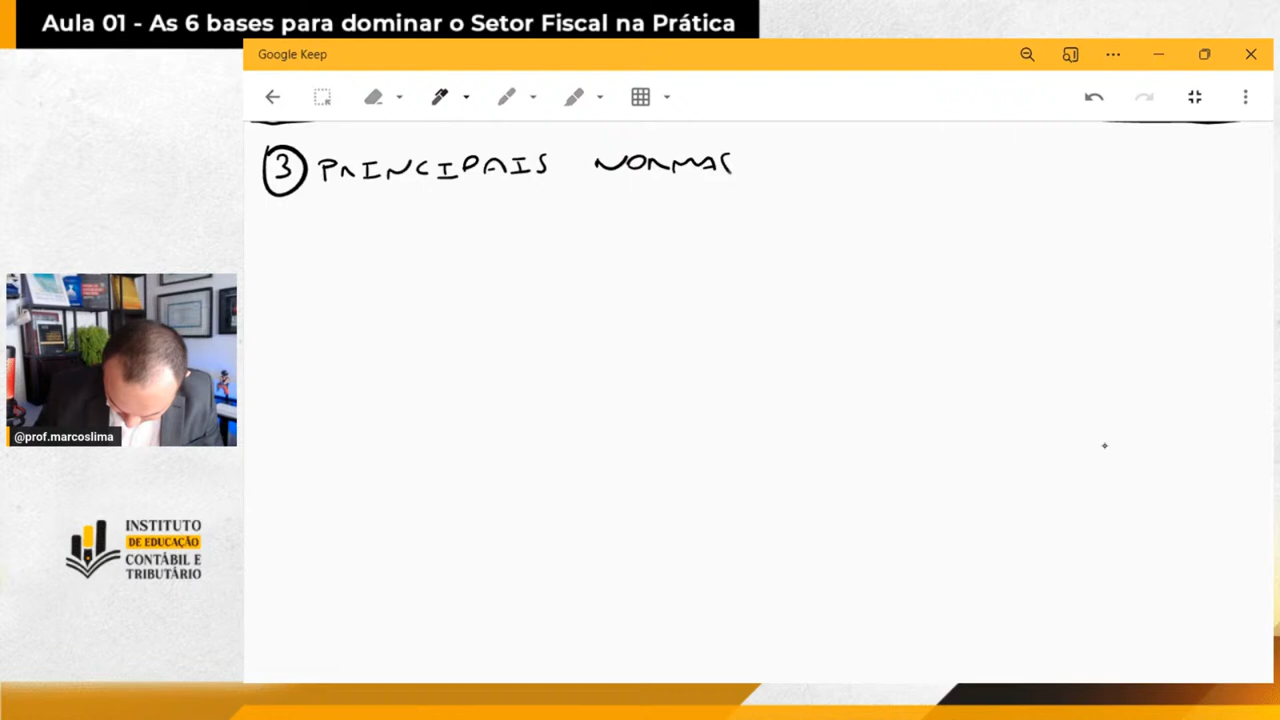 Aula 01 - As 6 bases para dominar o Setor Fiscal na Prática
Google Keep
3 PRINCIPAIS NORMAS
@prof.marcoslima
INSTITUTO
DE EDUCAÇÃO
CONTÁBIL E
TRIBUTÁRIO